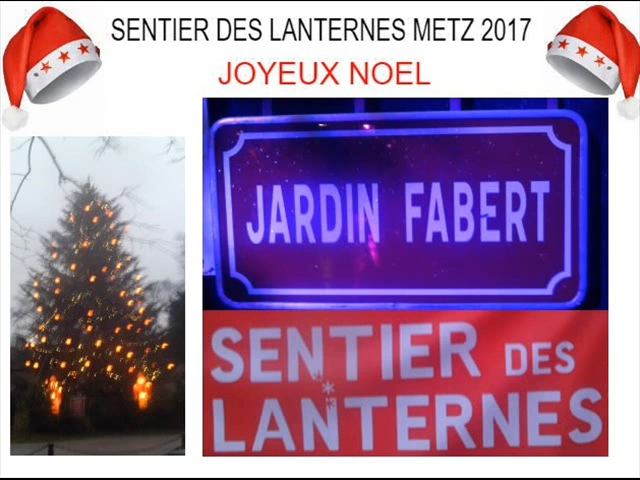 SENTIER DES LANTERNES METZ 2017
JOYEUX NOEL
JARDIN FABERT
SENTIER DES
LANTERNES